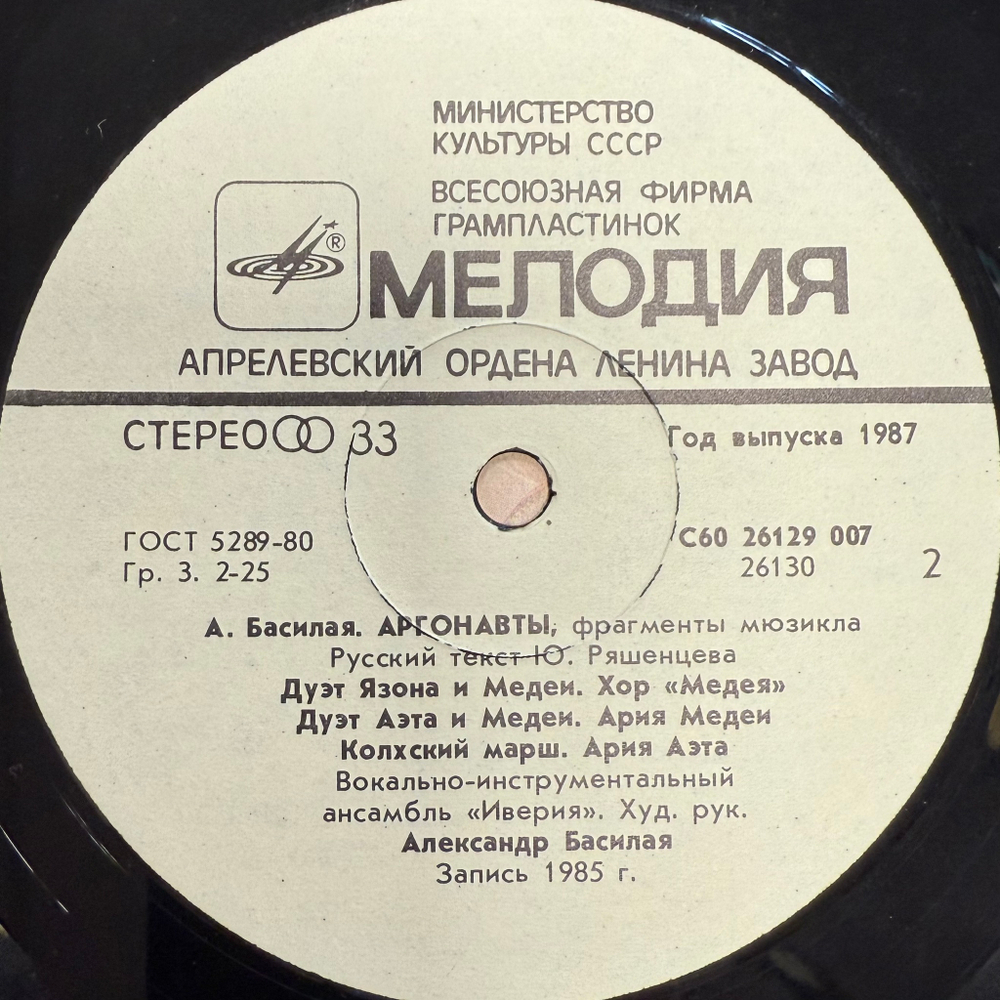 МИНИСТЕРСТВО
КУЛЬТУРЫ СССР
ВСЕСОЮЗНАЯ ФИРМА
ГРАМПЛАСТИНОК
®
МЕЛОДИЯ
АПРЕЛЕВСКИЙ ОРДЕНА ЛЕНИНА ЗАВОД
СТЕРЕО 33
Год выпуска 1987
ГОСТ 5289-80
Гр. 3. 2-25
С60 26129 007
26130
2
А. Басилая. АРГОНАВТЫ, фрагменты мюзикла
Русский текст Ю. Ряшенцева
Дуэт Язона и Медеи. Хор «Медея»
Дуэт Аэта и Медеи. Ария Медеи
Колхский марш. Ария Аэта
Вокально-инструментальный
ансамбль «Иверия». Худ. рук.
Александр Басилая
Запись 1985 г.